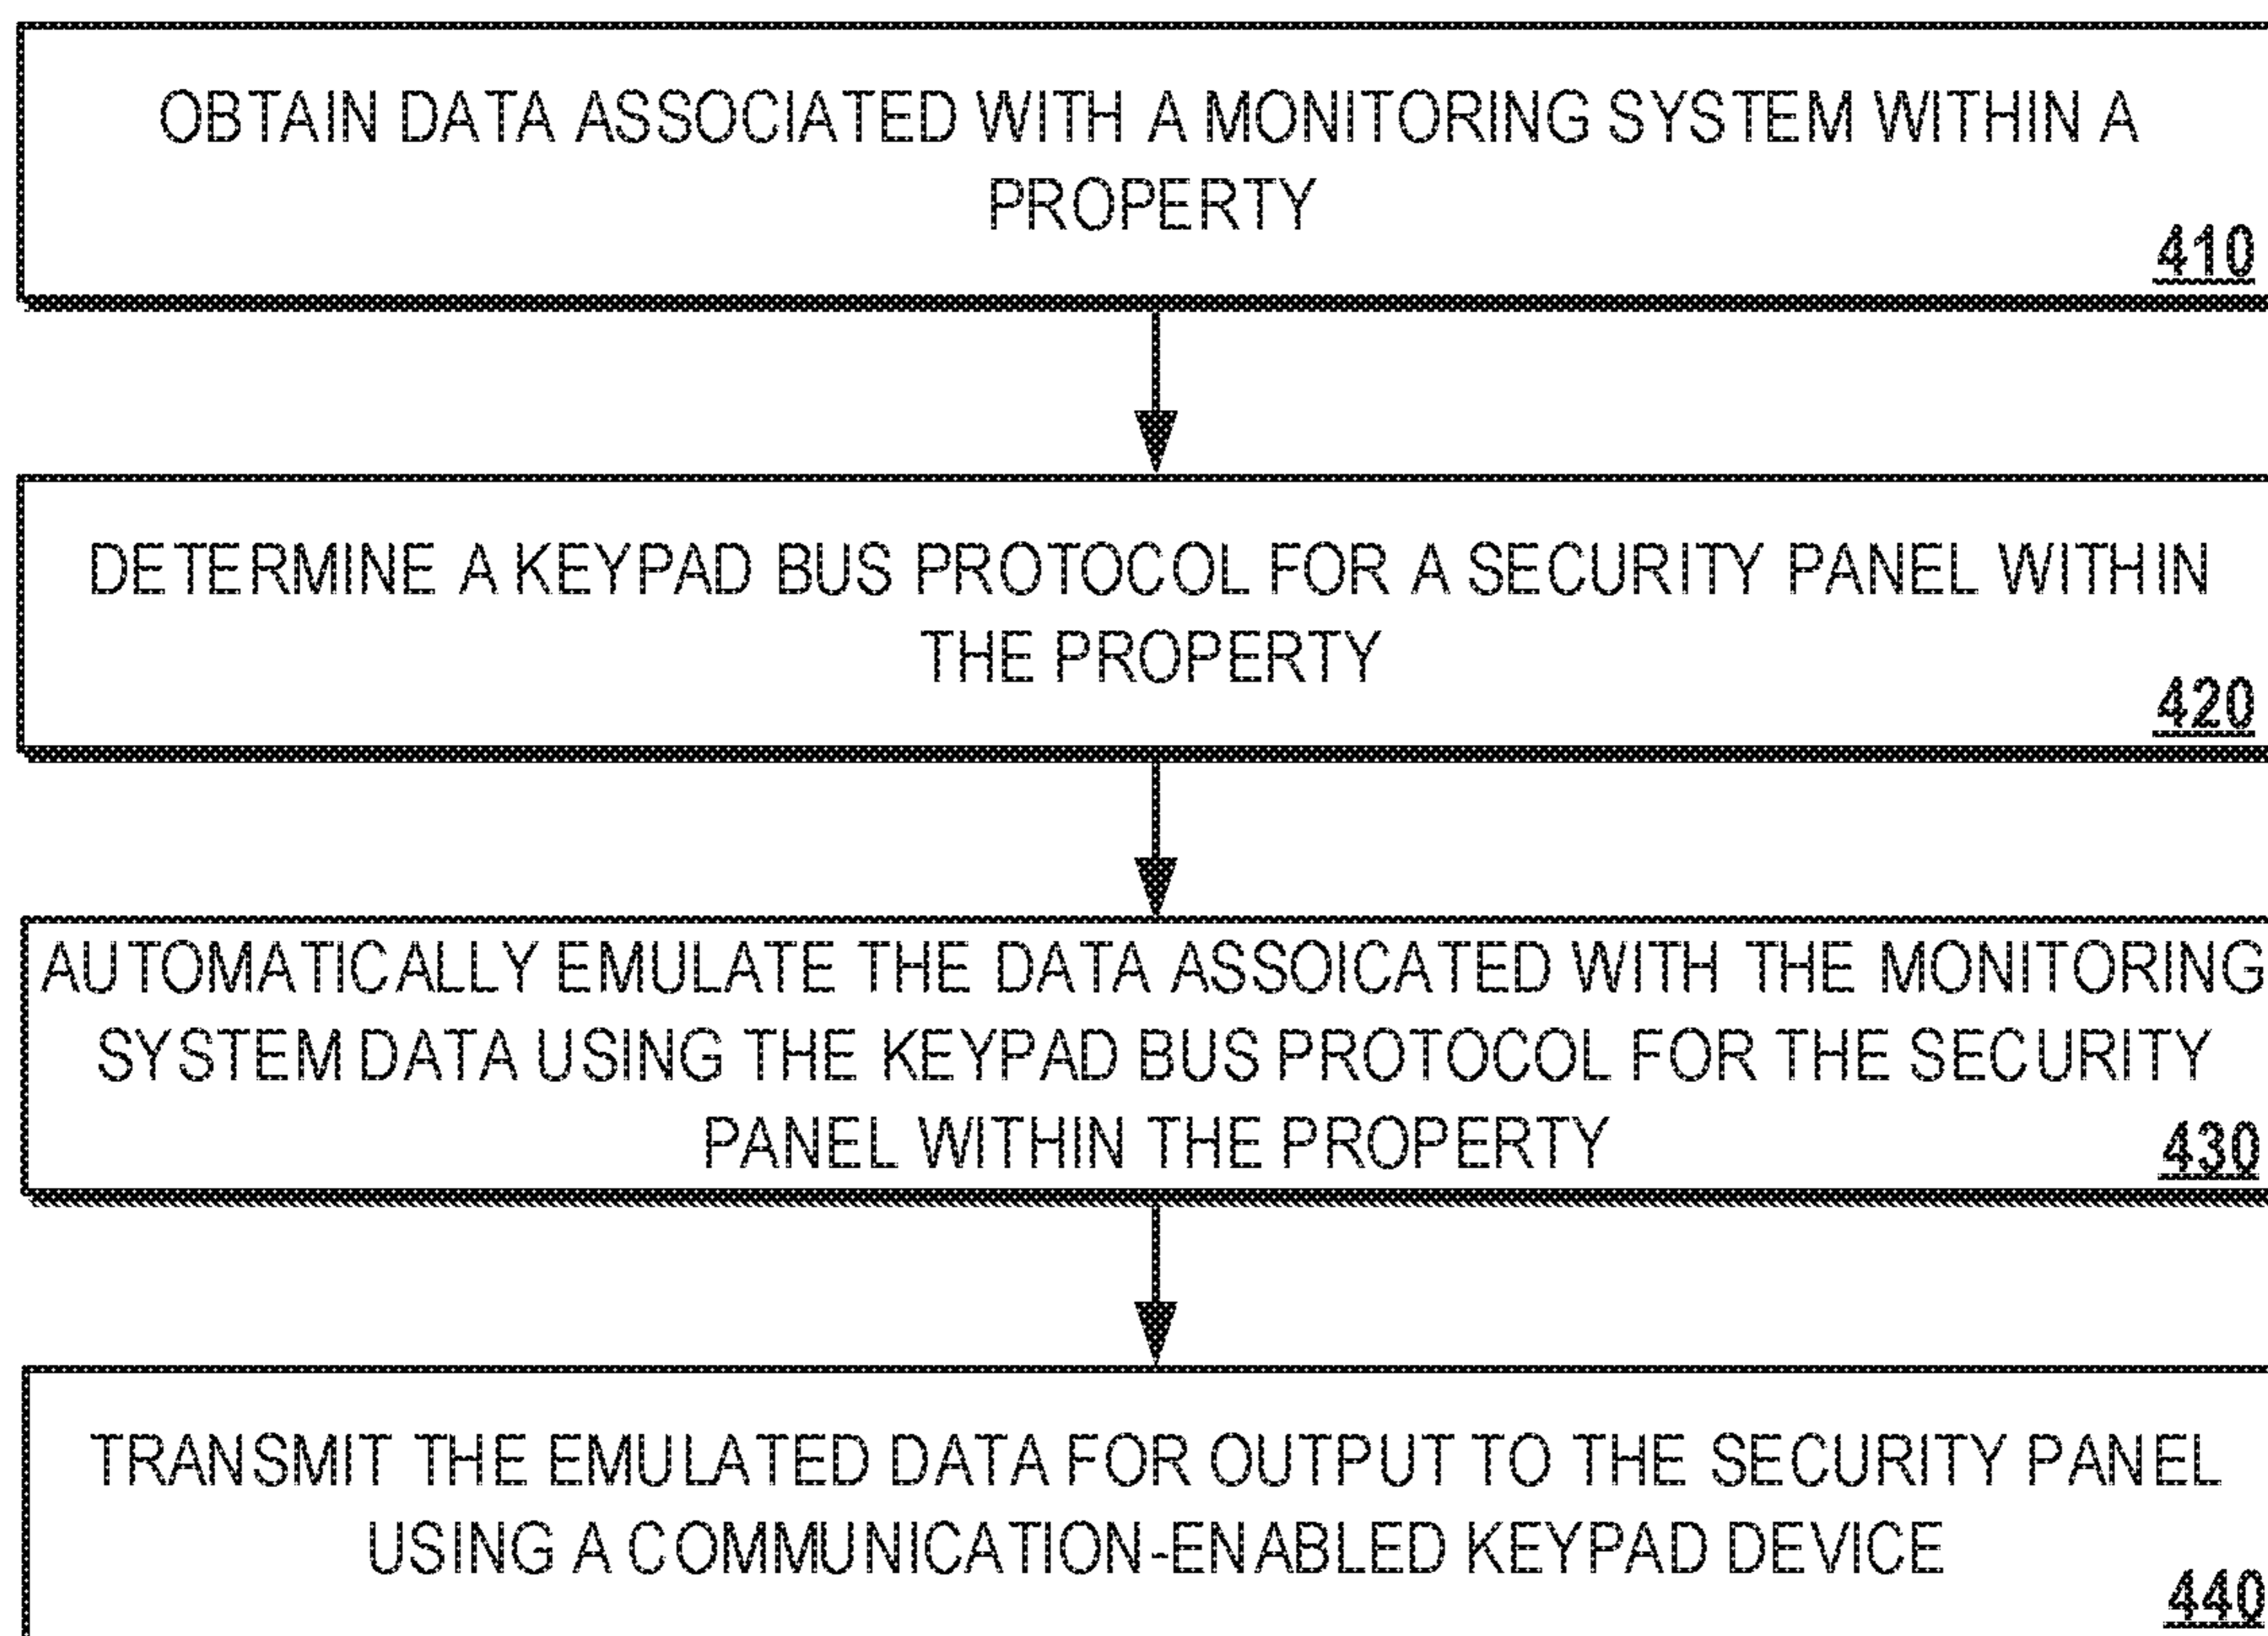 OBTAIN DATA ASSOCIATED WITH A MONITORING SYSTEM WITHIN A
PROPERTY
410
DETERMINE A KEYPAD BUS PROTOCOL FOR A SECURITY PANEL WITHIN
THE PROPERTY
420
AUTOMATICALLY EMULATE THE DATA ASSOICATED WITH THE MONITORING
SYSTEM DATA USING THE KEYPAD BUS PROTOCOL FOR THE SECURITY
PANEL WITHIN THE PROPERTY
430
TRANSMIT THE EMULATED DATA FOR OUTPUT TO THE SECURITY PANEL
USING A COMMUNICATION-ENABLED KEYPAD DEVICE
440